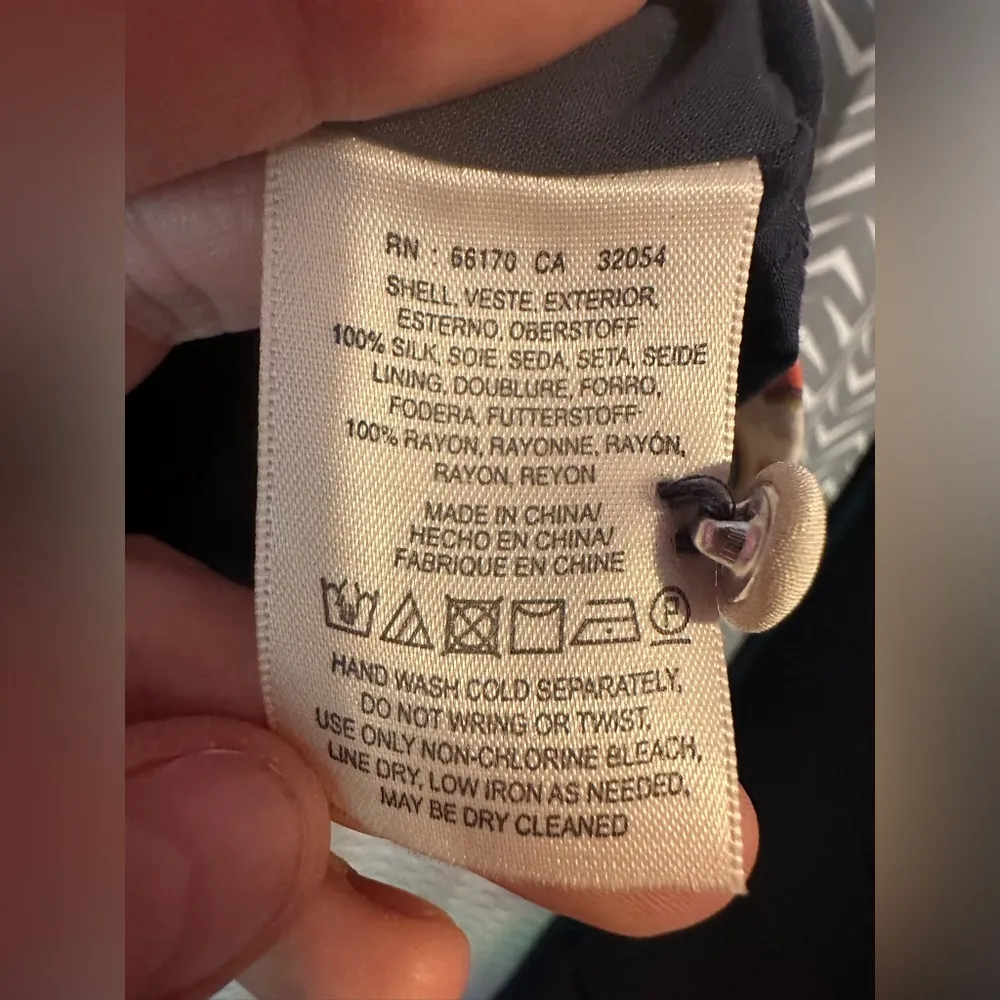 RN : 66170 CA 32054
SHELL, VESTE, EXTERIOR,
ESTERNO, OBERSTOFF
100% SILK, SOIE, SEDA, SETA, SEIDE
LINING, DOUBLURE, FORRO,
FODERA, FUTTERSTOFF
100% RAYON, RAYONNE, RAYÓN,
RAYON, REYON
MADE IN CHINA/
HECHO EN CHINA/
FABRIQUE EN CHINE
P
HAND WASH COLD SEPARATELY,
DO NOT WRING OR TWIST,
USE ONLY NON-CHLORINE BLEACH,
LINE DRY, LOW IRON AS NEEDED,
MAY BE DRY CLEANED